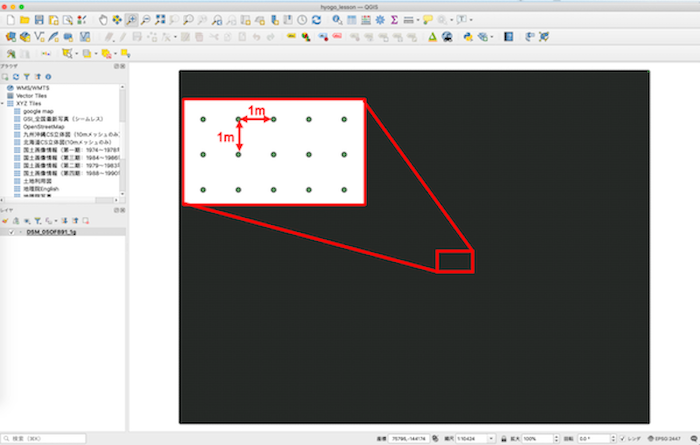 hyogo_lesson — QGIS
ブラウザ
WMS/WMTS
Vector Tiles
XYZ Tiles
google map
GSI_全国最新写真（シームレス）
OpenStreetMap
九州沖縄CS立体図（10mメッシュのみ）
北海道CS立体図（10mメッシュのみ）
国土画像情報（第一期：1974～1978年
国土画像情報（第二期：1979～1983年
国土画像情報（第三期：1984～1986年
国土画像情報（第四期：1988～1990年
土地利用図
地理院English
レイヤ
DSM_05OF891_1g
1m
1m
検索（⌘K）
座標
75795,-144174
縮尺
1:10424
拡大
100%
回転
0.0 °
レンダ
EPSG:2447